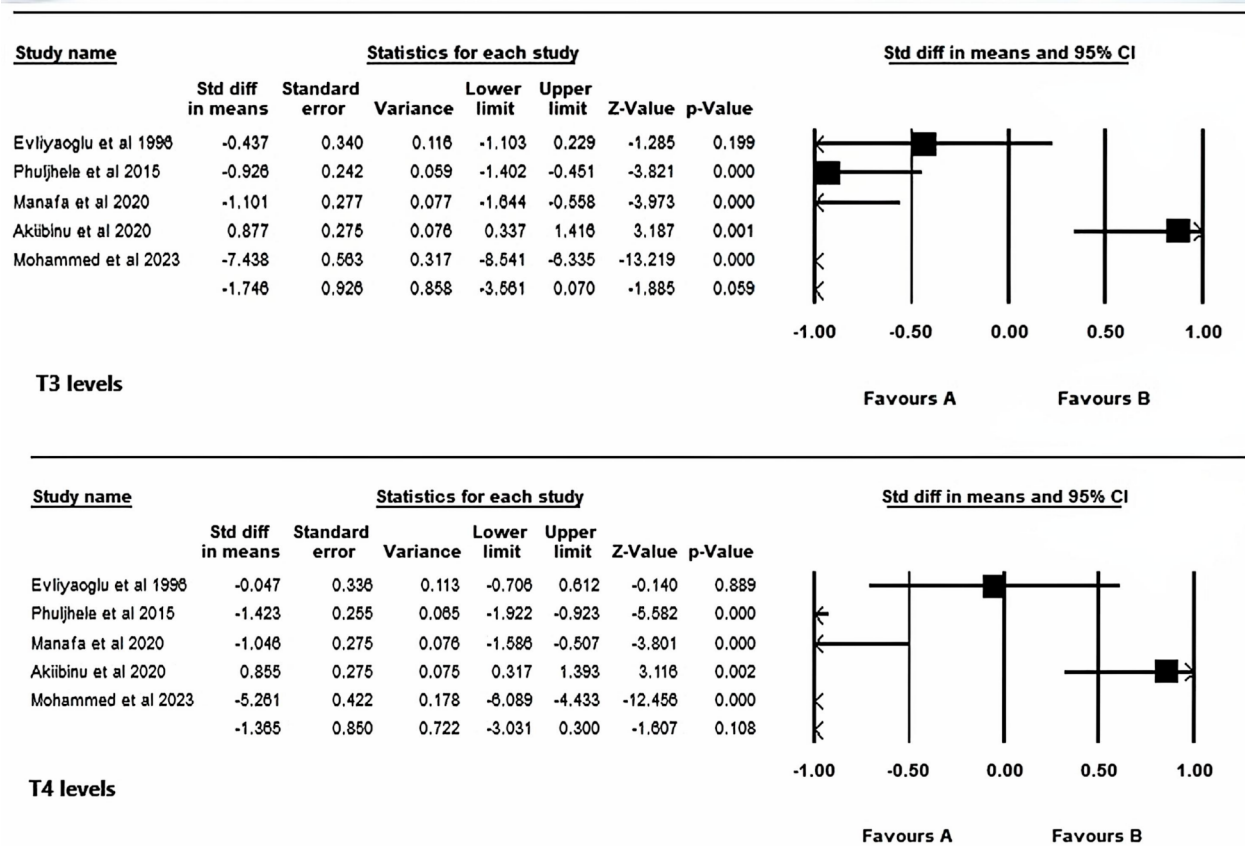 Study name Statistics for each study Std diff in means and 95% CI
Std diff Standard Lower Upper
in means error Variance limit limit Z-Value p-Value
Evliyaoglu et al 1996 -0.437 0.340 0.116 -1.103 0.229 -1.285 0.199
Phuljhele et al 2015 -0.926 0.242 0.059 -1.402 -0.451 -3.821 0.000
Manafa et al 2020 -1.101 0.277 0.077 -1.644 -0.558 -3.973 0.000
Akiibinu et al 2020 0.877 0.275 0.076 0.337 1.416 3.187 0.001
Mohammed et al 2023 -7.438 0.563 0.317 -8.541 -6.335 -13.219 0.000
-1.746 0.926 0.858 -3.561 0.070 -1.885 0.059
-1.00 -0.50 0.00 0.50 1.00
T3 levels
Favours A Favours B
Study name Statistics for each study Std diff in means and 95% CI
Std diff Standard Lower Upper
in means error Variance limit limit Z-Value p-Value
Evliyaoglu et al 1996 -0.047 0.336 0.113 -0.706 0.612 -0.140 0.889
Phuljhele et al 2015 -1.423 0.255 0.065 -1.922 -0.923 -5.582 0.000
Manafa et al 2020 -1.046 0.275 0.076 -1.586 -0.507 -3.801 0.000
Akiibinu et al 2020 0.855 0.275 0.075 0.317 1.393 3.116 0.002
Mohammed et al 2023 -5.261 0.422 0.178 -6.089 -4.433 -12.456 0.000
-1.365 0.850 0.722 -3.031 0.300 -1.607 0.108
-1.00 -0.50 0.00 0.50 1.00
T4 levels
Favours A Favours B